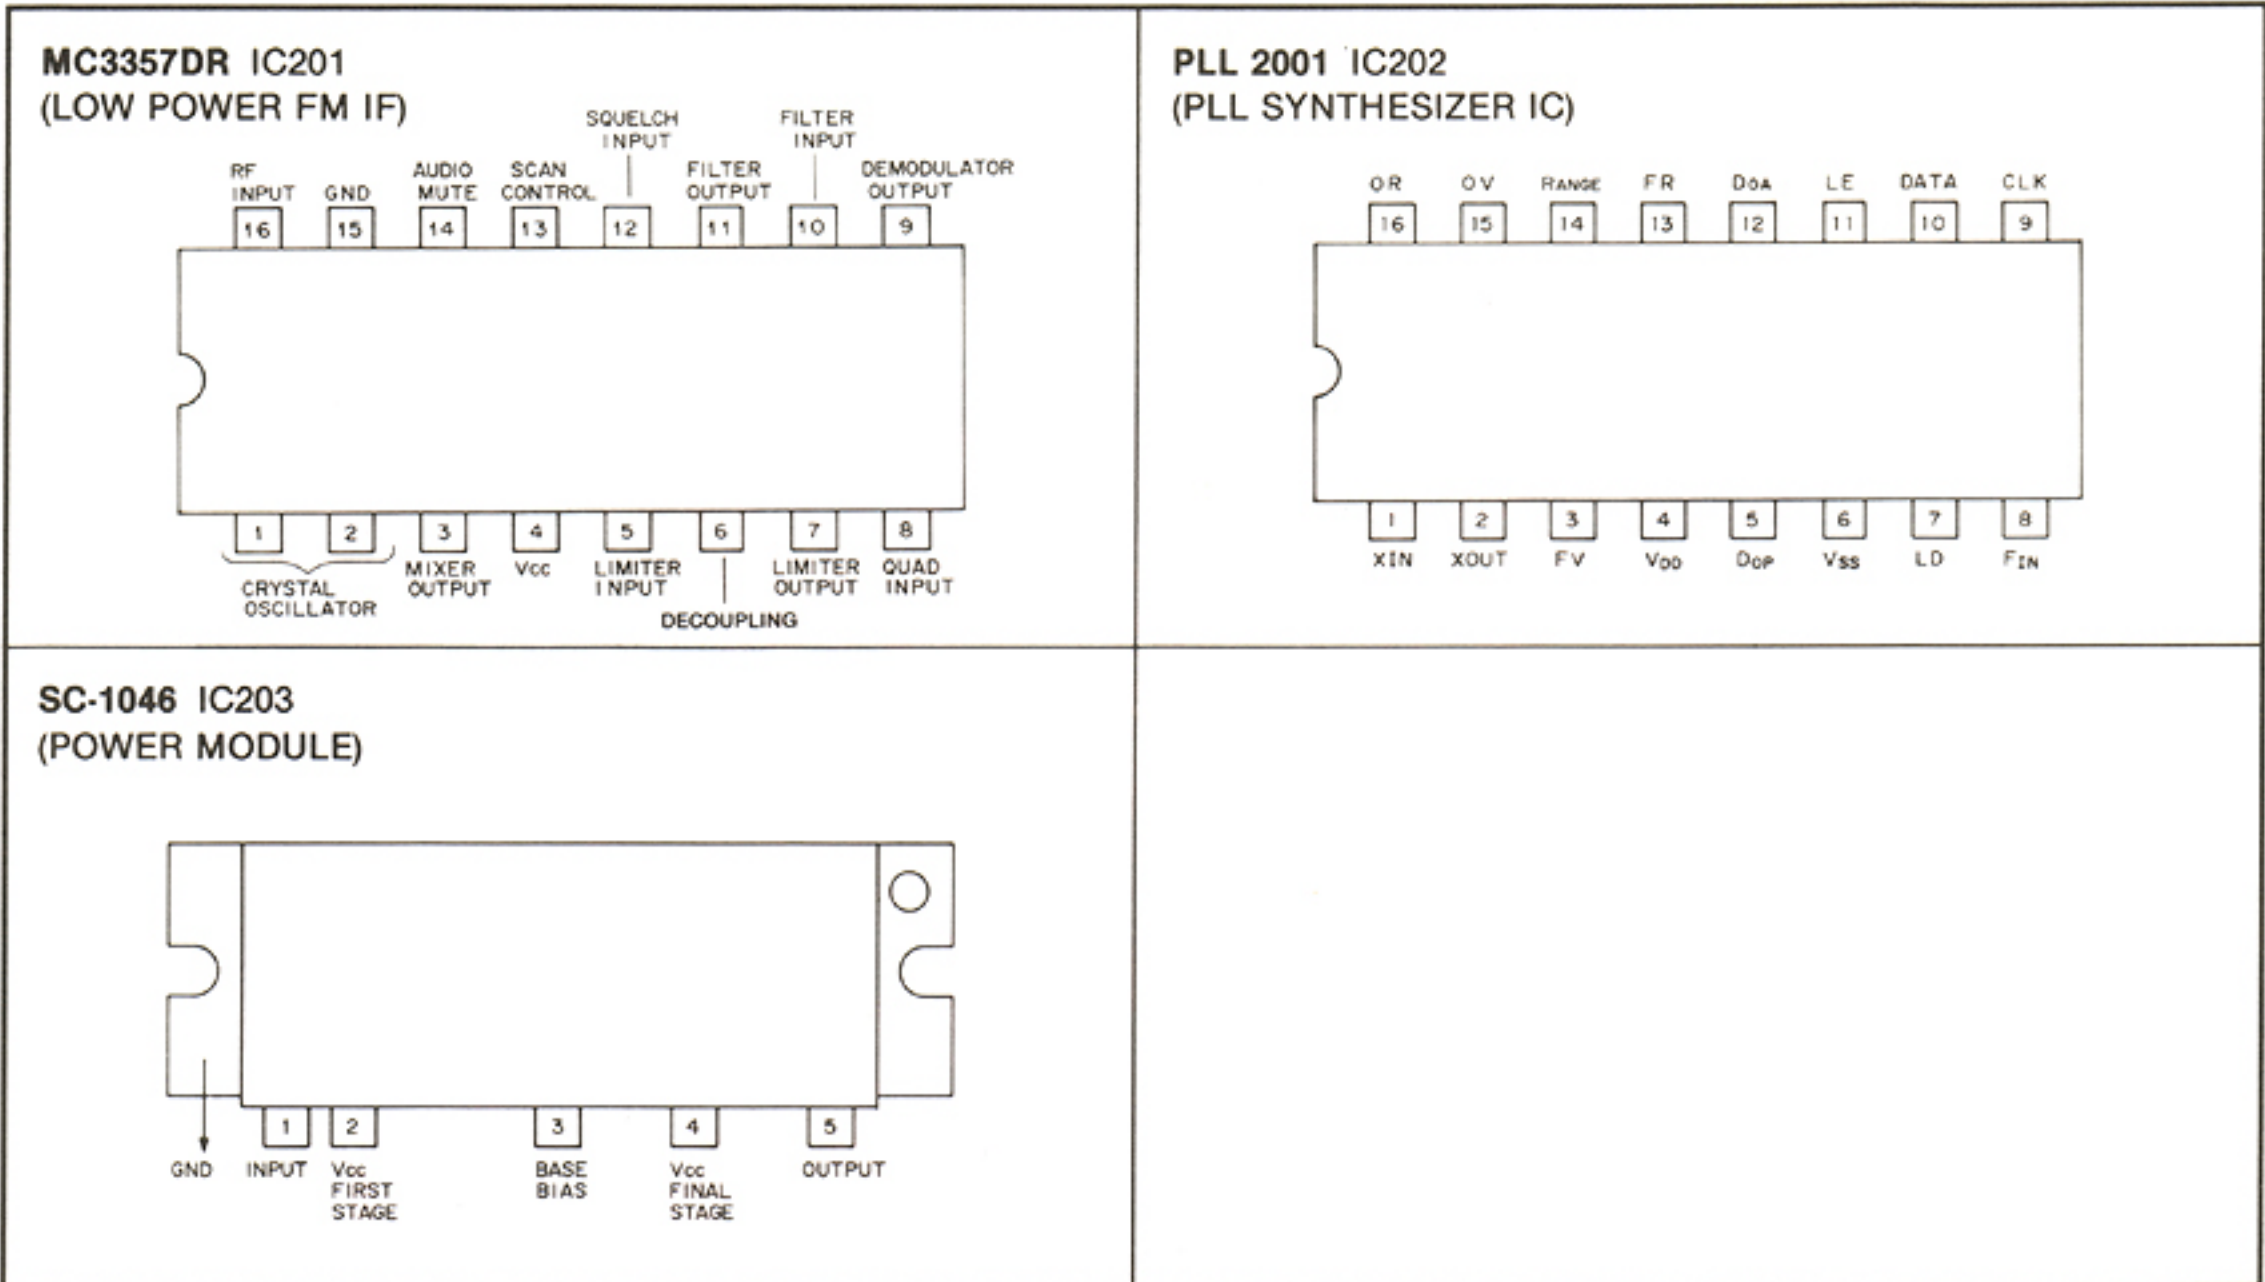 MC3357DR IC201
(LOW POWER FM IF)
SQUELCH INPUT
FILTER INPUT
RF INPUT
GND
AUDIO MUTE
SCAN CONTROL
FILTER OUTPUT
DEMODULATOR OUTPUT
16 15 14 13 12 11 10 9
1 2 3 4 5 6 7 8
CRYSTAL OSCILLATOR
MIXER OUTPUT
Vcc
LIMITER INPUT
DECOUPLING
LIMITER OUTPUT
QUAD INPUT
PLL 2001 IC202
(PLL SYNTHESIZER IC)
OR OV RANGE FR DOA LE DATA CLK
16 15 14 13 12 11 10 9
1 2 3 4 5 6 7 8
XIN XOUT FV VDD DOP VSS LD FIN
SC-1046 IC203
(POWER MODULE)
1 2 3 4 5
GND
INPUT
Vcc FIRST STAGE
BASE BIAS
Vcc FINAL STAGE
OUTPUT